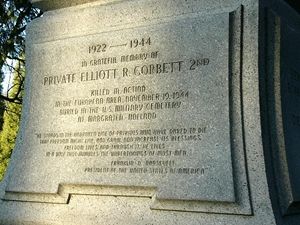 1922 — 1944
IN GRATEFUL MEMORY OF
PRIVATE ELLIOTT R. CORBETT 2ND
KILLED IN ACTION
IN THE EUROPEAN AREA, NOVEMBER 19, 1944
BURIED IN THE U.S. MILITARY CEMETERY
AT MARGRATEN, HOLLAND
"HE STANDS IN THE UNBROKEN LINE OF PATRIOTS WHO HAVE DARED TO DIE
THAT FREEDOM MIGHT LIVE, AND GROW, AND INCREASE ITS BLESSINGS.
FREEDOM LIVES, AND THROUGH IT, HE LIVES –
IN A WAY THAT HUMBLES THE UNDERTAKINGS OF MOST MEN."
FRANKLIN D. ROOSEVELT
PRESIDENT OF THE UNITED STATES OF AMERICA